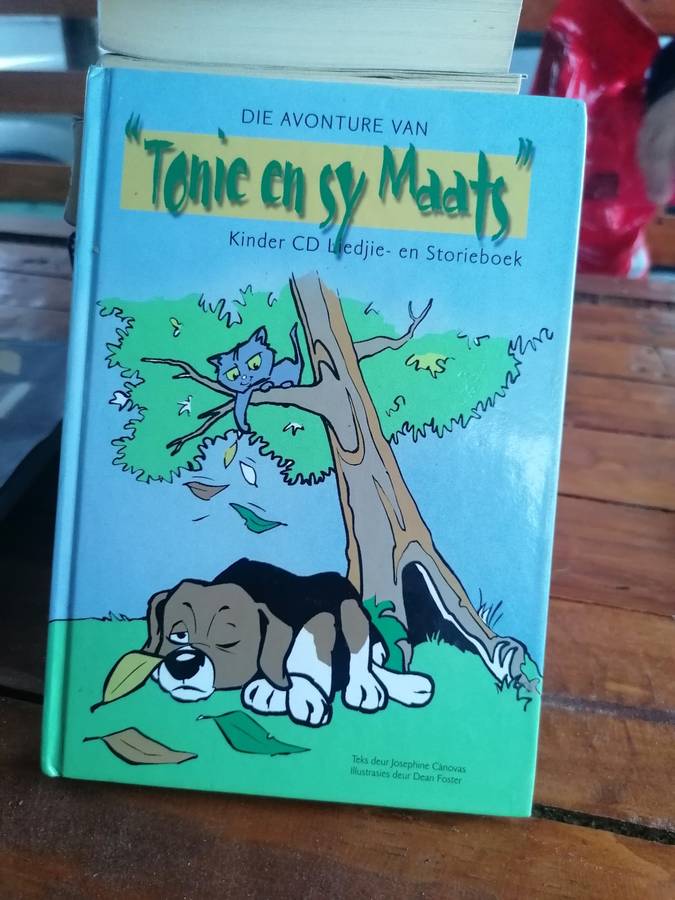 DIE AVONTURE VAN
"Tonie en sy Maats"
Kinder CD Liedjie- en Storieboek
Teks deur Josephine Cànovas
Illustrasies deur Dean Foster